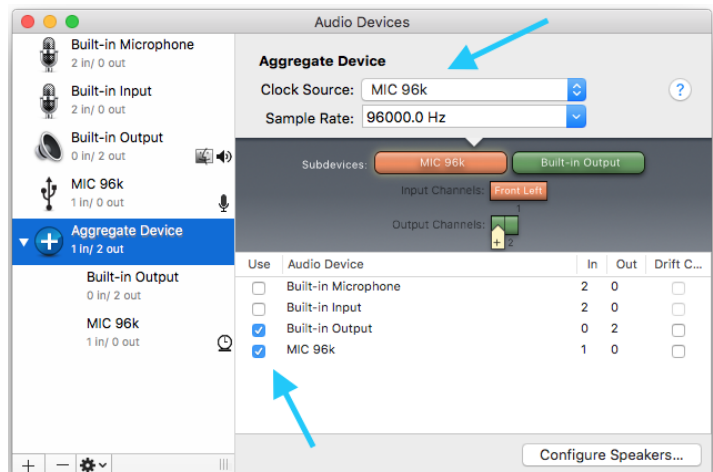 Audio Devices
Built-in Microphone
2 in/ 0 out
Built-in Input
2 in/ 0 out
Built-in Output
0 in/ 2 out
MIC 96k
1 in/ 0 out
Aggregate Device
1 in/ 2 out
Built-in Output
0 in/ 2 out
MIC 96k
1 in/ 0 out
Aggregate Device
Clock Source: MIC 96k
?
Sample Rate: 96000.0 Hz
Subdevices: MIC 96k Built-in Output
Input Channels: Front Left
1
Output Channels:
+ 2
Use Audio Device In Out Drift C...
Built-in Microphone 2 0
Built-in Input 2 0
Built-in Output 0 2
MIC 96k 1 0
Configure Speakers...